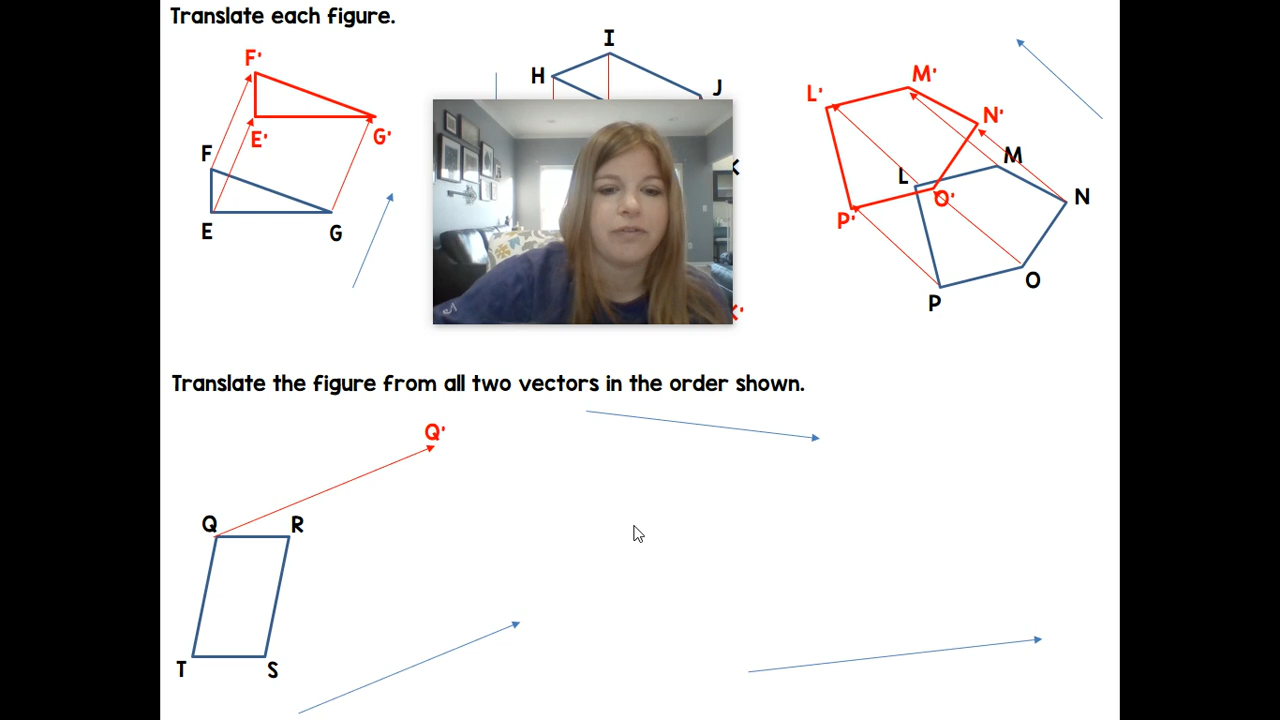 Translate each figure.
F'
E'
G'
F
E
G
I
H
J
K
K'
L'
M'
N'
O'
P'
L
M
N
O
P
Translate the figure from all two vectors in the order shown.
Q'
Q
R
T
S